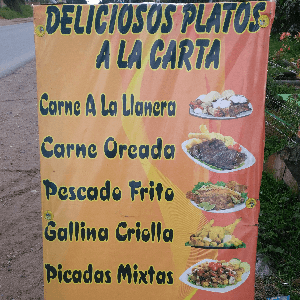 DELICIOSOS PLATOS
A LA CARTA
Carne A La Llanera
Carne Oreada
Pescado Frito
Gallina Criolla
Picadas Mixtas